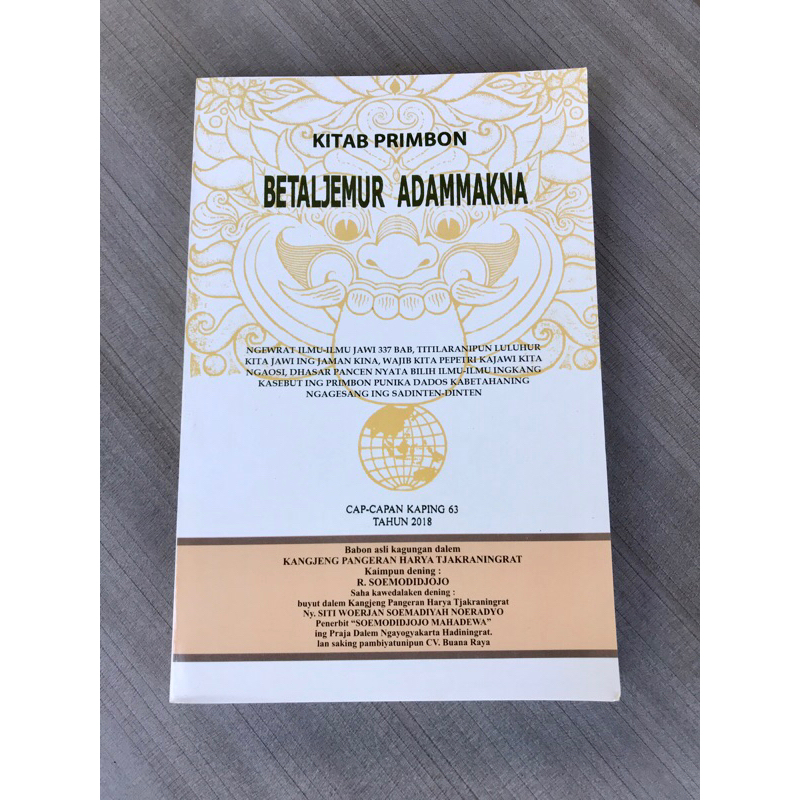 KITAB PRIMBON
BETALJEMUR ADAMMAKNA
NGEWRAT ILMU-ILMU JAWI 337 BAB, TITILARANIPUN LULUHUR
KITA JAWI ING JAMAN KINA, WAJIB KITA PEPETRI KAJAWI KITA
NGAOSI, DHASAR PANCEN NYATA BILIH ILMU-ILMU INGKANG
KASEBUT ING PRIMBON PUNIKA DADOS KABETAHANING
NGAGESANG ING SADINTEN-DINTEN
CAP-CAPAN KAPING 63
TAHUN 2018
Babon asli kagungan dalem
KANGJENG PANGERAN HARYA TJAKRANINGRAT
Kaimpun dening :
R. SOEMODIDJOJO
Saha kawedalaken dening :
buyut dalem Kangjeng Pangeran Harya Tjakraningrat
Ny. SITI WOERJAN SOEMADIYAH NOERADYO
Penerbit “SOEMODIDJOJO MAHADEWA”
ing Praja Dalem Ngayogyakarta Hadiningrat.
lan saking pambiyatunipun CV. Buana Raya